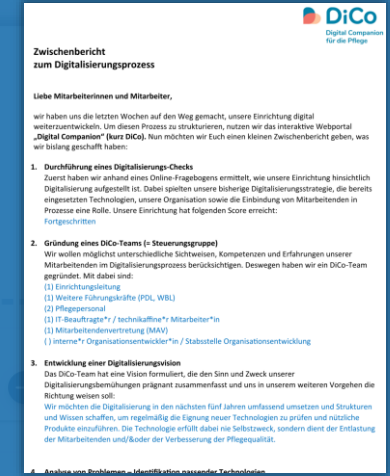 DiCo
Digital Companion
für die Pflege
Zwischenbericht
zum Digitalisierungsprozess
Liebe Mitarbeiterinnen und Mitarbeiter,
wir haben uns die letzten Wochen auf den Weg gemacht, unsere Einrichtung digital
weiterzuentwickeln. Um diesen Prozess zu strukturieren, nutzen wir das interaktive Webportal
„Digital Companion" (kurz DiCo). Nun möchten wir Euch einen kleinen Zwischenbericht geben, was
wir bislang geschafft haben:
1. Durchführung eines Digitalisierungs-Checks
Zuerst haben wir anhand eines Online-Fragebogens ermittelt, wie unsere Einrichtung hinsichtlich
Digitalisierung aufgestellt ist. Dabei spielten unsere bisherige Digitalisierungsstrategie, die bereits
eingesetzten Technologien, unsere Organisation sowie die Einbindung von Mitarbeitenden in
Prozesse eine Rolle. Unsere Einrichtung hat folgenden Score erreicht:
Fortgeschritten
2. Gründung eines DiCo-Teams (= Steuerungsgruppe)
Wir wollen möglichst unterschiedliche Sichtweisen, Kompetenzen und Erfahrungen unserer
Mitarbeitenden im Digitalisierungsprozess berücksichtigen. Deswegen haben wir ein DiCo-Team
gegründet. Mit dabei sind:
(1) Einrichtungsleitung
(1) Weitere Führungskräfte (PDL, WBL)
(2) Pflegepersonal
(1) IT-Beauftragte*r / technikaffine*r Mitarbeiter*in
(1) Mitarbeitendenvertretung (MAV)
( ) interne*r Organisationsentwickler*in / Stabsstelle Organisationsentwicklung
3. Entwicklung einer Digitalisierungsvision
Das DiCo-Team hat eine Vision formuliert, die den Sinn und Zweck unserer
Digitalisierungsbemühungen prägnant zusammenfasst und uns in unserem weiteren Vorgehen die
Richtung weisen soll:
Wir möchten die Digitalisierung in den nächsten fünf Jahren umfassend umsetzen und Strukturen
und Wissen schaffen, um regelmäßig die Eignung neuer Technologien zu prüfen und nützliche
Produkte einzuführen. Die Technologie erfüllt dabei nie Selbstzweck, sondern dient der Entlastung
der Mitarbeitenden und/&oder der Verbesserung der Pflegequalität.
4. Analyse von Problemen – Identifikation passender Technologien